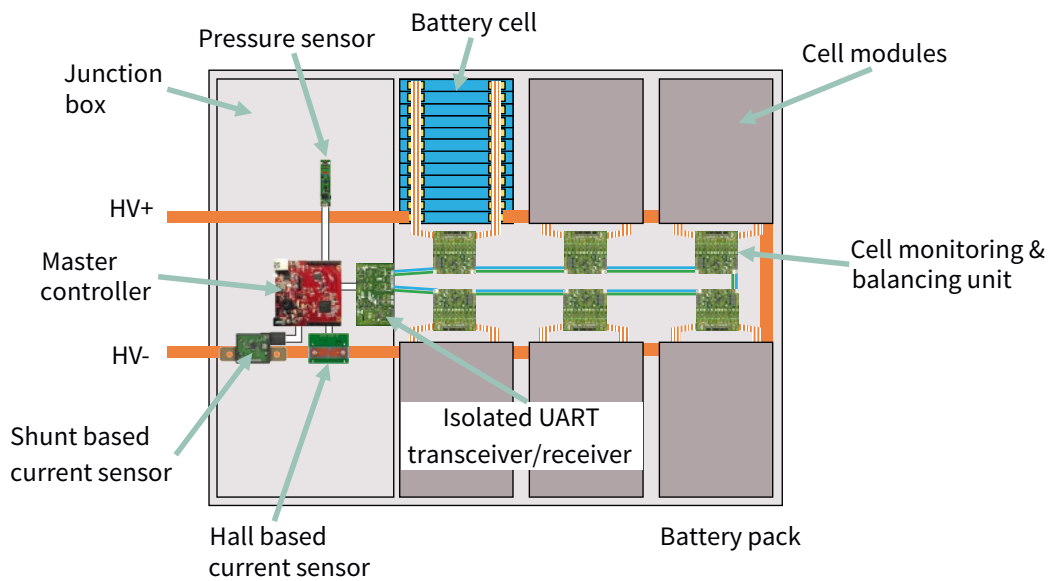 Battery cell
Pressure sensor
Cell modules
Junction
box
HV+
Master
controller
Cell monitoring &
balancing unit
HV-
Isolated UART
transceiver/receiver
Shunt based
current sensor
Hall based
current sensor
Battery pack